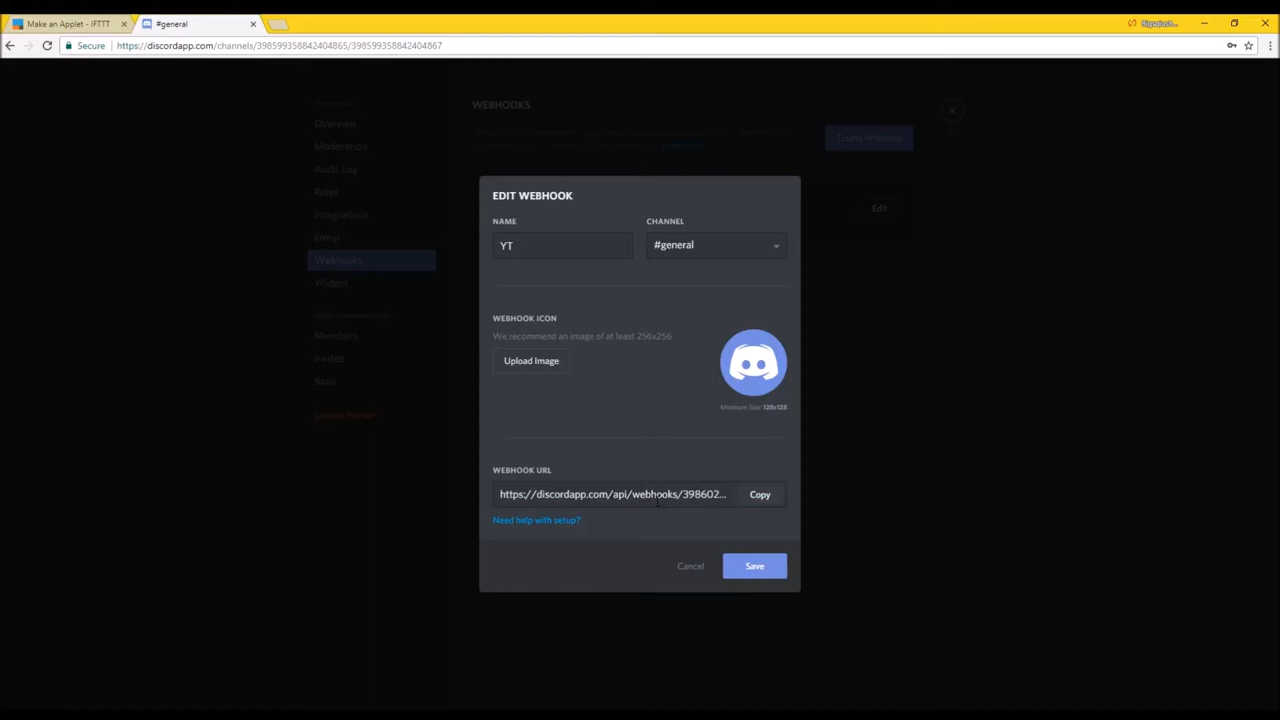 Make an Applet - IFTTT
#general
Secure
https://discordapp.com/channels/398599358842404865/398599358842404867
WEBHOOKS
Overview
Create Webhook
Moderation
Audit Log
Roles
Integrations
Edit
Emoji
Webhooks
Widget
Members
Invites
Bans
Delete Server
EDIT WEBHOOK
NAME
CHANNEL
YT
#general
WEBHOOK ICON
We recommend an image of at least 256x256
Upload Image
Minimum Size: 128x128
WEBHOOK URL
https://discordapp.com/api/webhooks/398602...
Copy
Need help with setup?
Cancel
Save